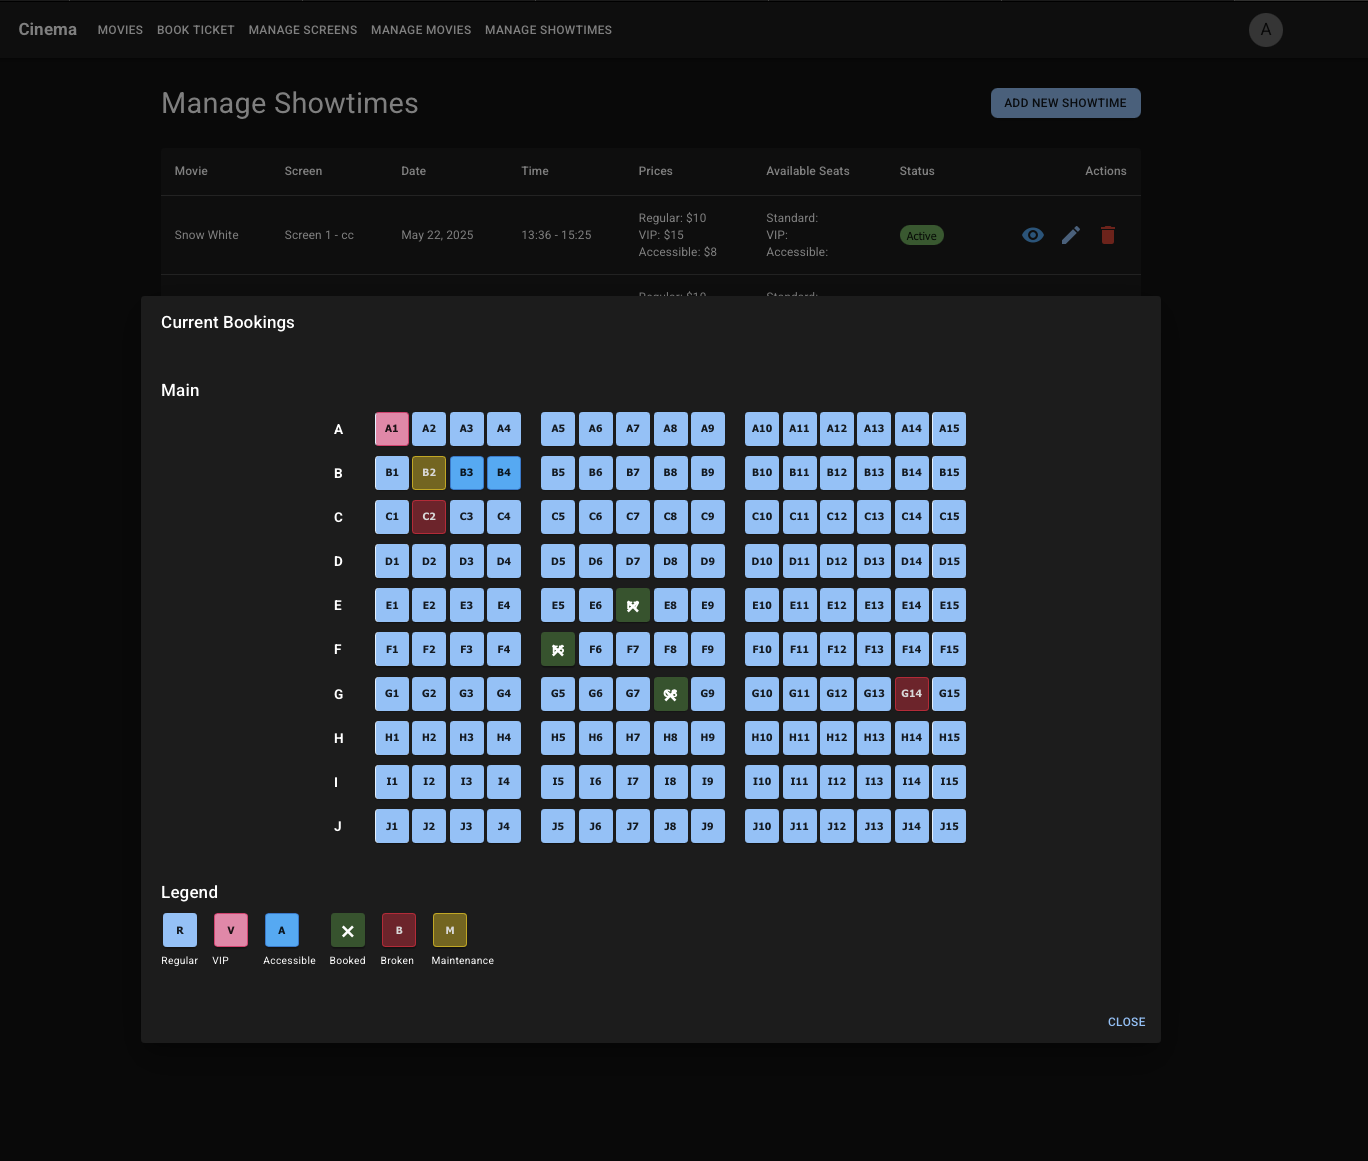 Cinema MOVIES BOOK TICKET MANAGE SCREENS MANAGE MOVIES MANAGE SHOWTIMES A
Manage Showtimes ADD NEW SHOWTIME
Movie Screen Date Time Prices Available Seats Status Actions
Regular: $10 Standard:
Snow White Screen 1 - cc May 22, 2025 13:36 - 15:25 VIP: $15 VIP: Active
Accessible: $8 Accessible:
Current Bookings
Main
A A1 A2 A3 A4 A5 A6 A7 A8 A9 A10 A11 A12 A13 A14 A15
B B1 B2 B3 B4 B5 B6 B7 B8 B9 B10 B11 B12 B13 B14 B15
C C1 C2 C3 C4 C5 C6 C7 C8 C9 C10 C11 C12 C13 C14 C15
D D1 D2 D3 D4 D5 D6 D7 D8 D9 D10 D11 D12 D13 D14 D15
E E1 E2 E3 E4 E5 E6 E8 E9 E10 E11 E12 E13 E14 E15
F F1 F2 F3 F4 F6 F7 F8 F9 F10 F11 F12 F13 F14 F15
G G1 G2 G3 G4 G5 G6 G7 G9 G10 G11 G12 G13 G14 G15
H H1 H2 H3 H4 H5 H6 H7 H8 H9 H10 H11 H12 H13 H14 H15
I I1 I2 I3 I4 I5 I6 I7 I8 I9 I10 I11 I12 I13 I14 I15
J J1 J2 J3 J4 J5 J6 J7 J8 J9 J10 J11 J12 J13 J14 J15
Legend
R V A ✕ B M
Regular VIP Accessible Booked Broken Maintenance
CLOSE